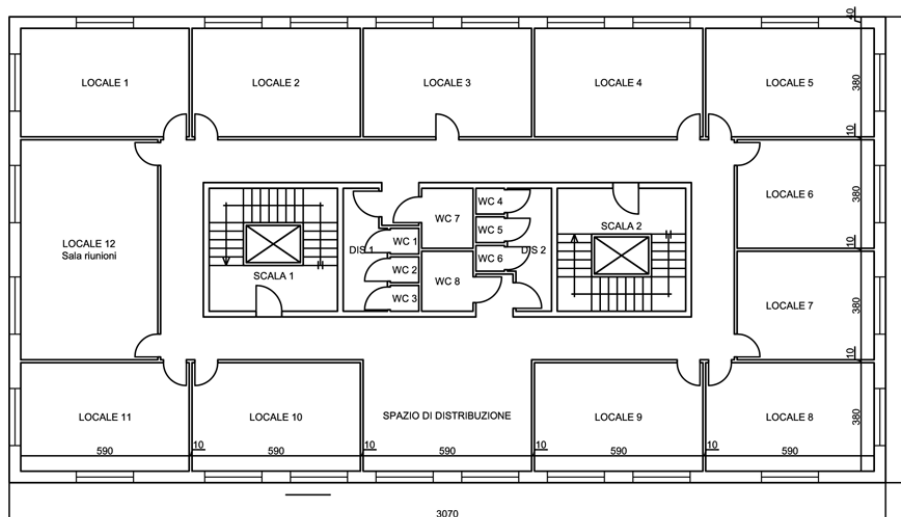 40
LOCALE 1
LOCALE 2
LOCALE 3
LOCALE 4
LOCALE 5
380
10
LOCALE 6
380
10
LOCALE 12
Sala riunioni
SCALA 1
DIS 1
WC 1
WC 2
WC 3
WC 7
WC 8
WC 4
WC 5
WC 6
DIS 2
SCALA 2
LOCALE 7
10
LOCALE 11
LOCALE 10
SPAZIO DI DISTRIBUZIONE
LOCALE 9
LOCALE 8
380
590
10
590
10
590
10
590
10
590
3070